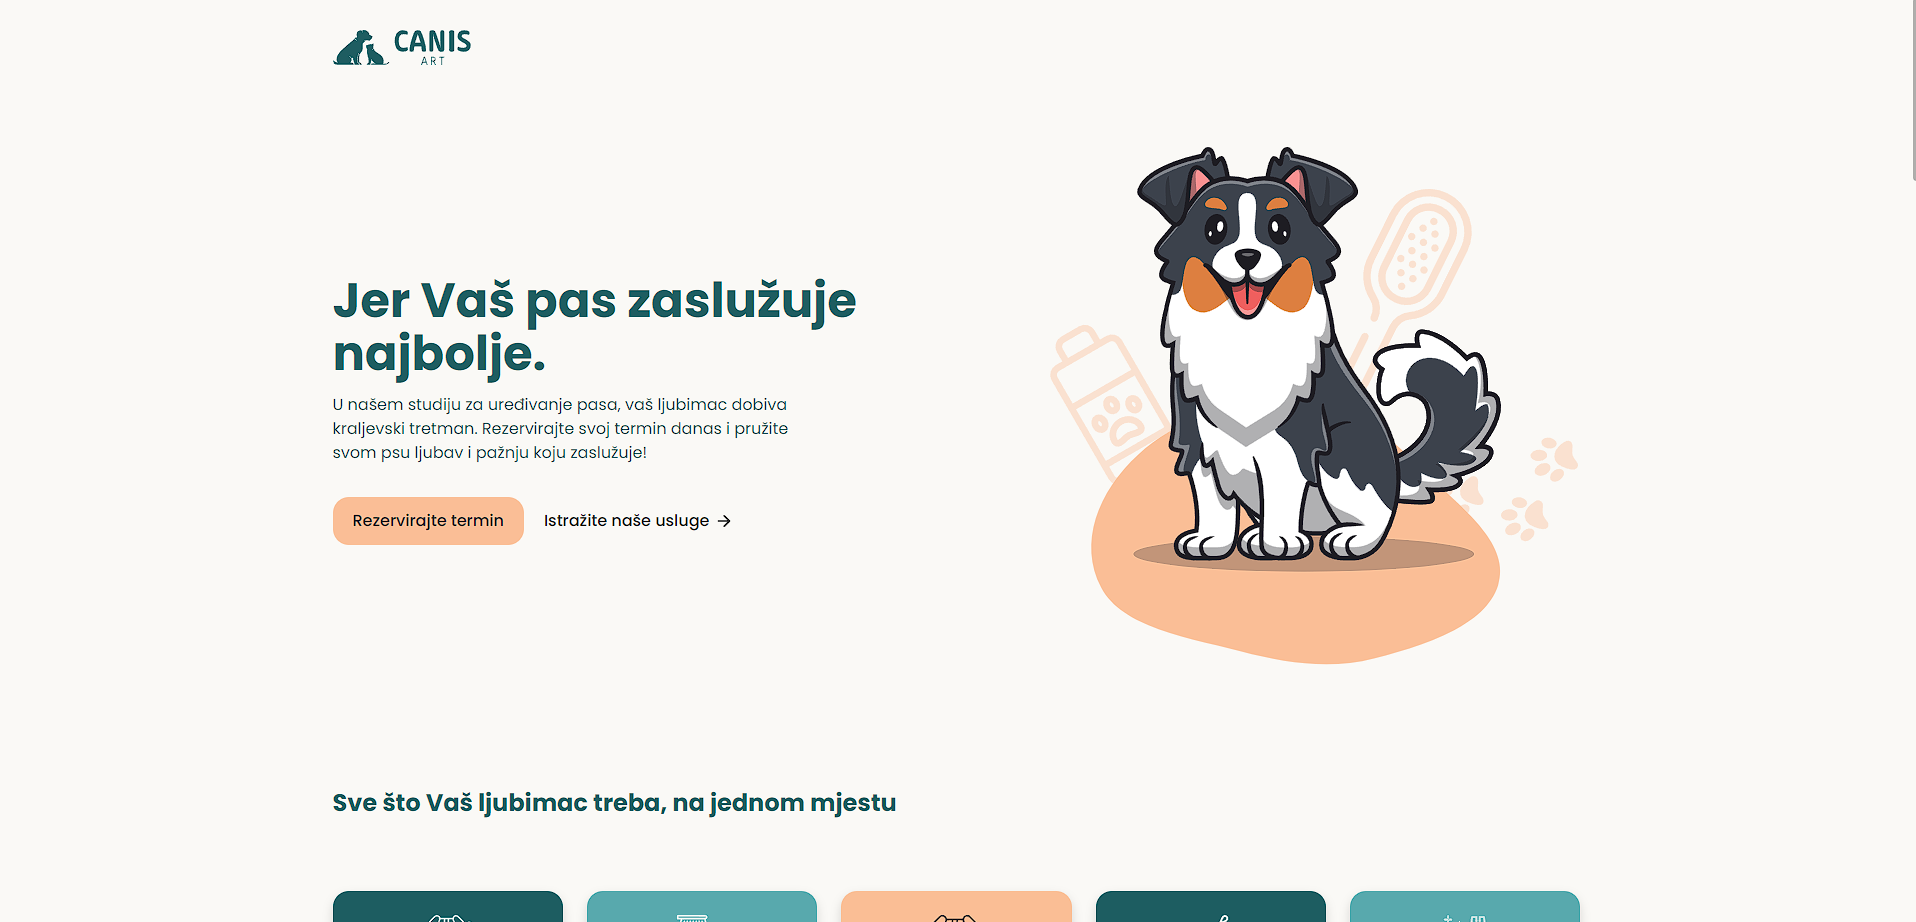 CANIS
ART
Jer Vaš pas zaslužuje
najbolje.
U našem studiju za uređivanje pasa, vaš ljubimac dobiva
kraljevski tretman. Rezervirajte svoj termin danas i pružite
svom psu ljubav i pažnju koju zaslužuje!
Rezervirajte termin
Istražite naše usluge →
Sve što Vaš ljubimac treba, na jednom mjestu